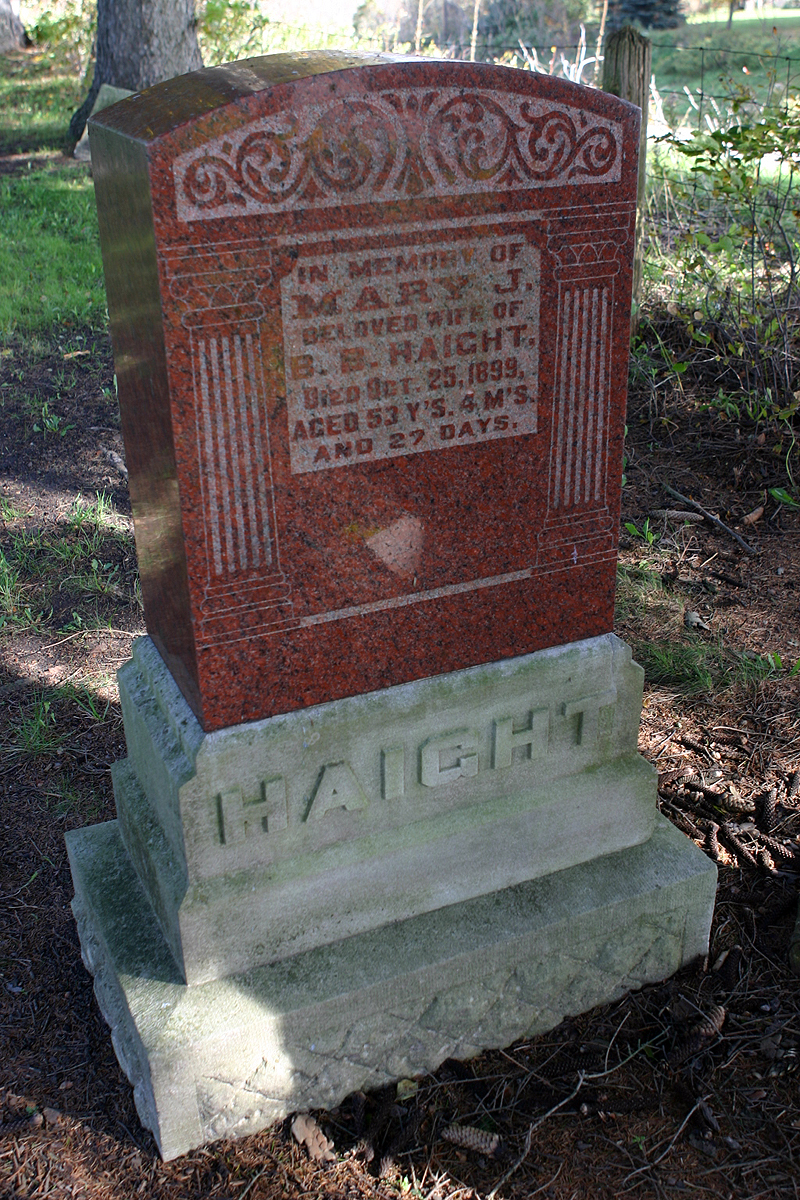 IN MEMORY OF
MARY J.
BELOVED WIFE OF
B. B. HAIGHT.
DIED OCT. 25, 1899,
AGED 53 Y'S. 4 M'S.
AND 27 DAYS.
HAIGHT